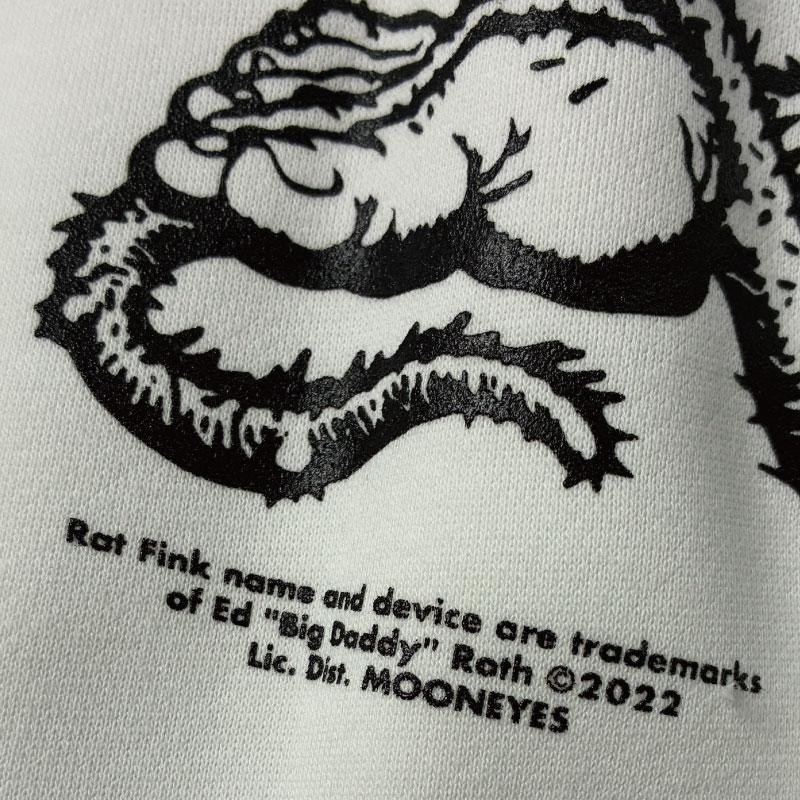 Rat Fink name and device are trademarks
of Ed "Big Daddy" Roth ©2022
Lic. Dist. MOONEYES